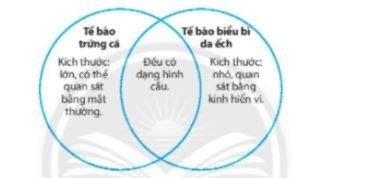 Tế bào
trứng cá
Kích thước:
lớn, có thể
quan sát
bằng mắt
thường.
Đều có
dạng hình
cầu.
Tế bào biểu bì
da ếch
Kích thước:
nhỏ, quan
sát bằng
kính hiển vi.